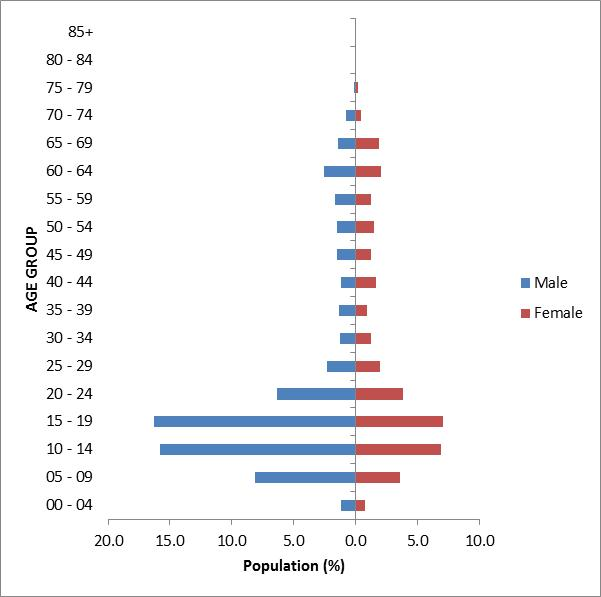 85+
80 - 84
75 - 79
70 - 74
65 - 69
60 - 64
55 - 59
50 - 54
45 - 49
40 - 44
35 - 39
30 - 34
25 - 29
20 - 24
15 - 19
10 - 14
05 - 09
00 - 04
AGE GROUP
20.0 15.0 10.0 5.0 0.0 5.0 10.0
Population (%)
Male
Female